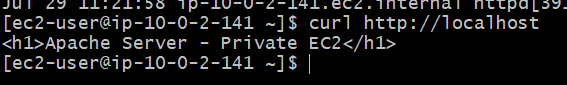 Jul 29 11:21:58 ip-10-0-2-141.ec2.internal httpd[39
[ec2-user@ip-10-0-2-141 ~]$ curl http://localhost
<h1>Apache Server - Private EC2</h1>
[ec2-user@ip-10-0-2-141 ~]$